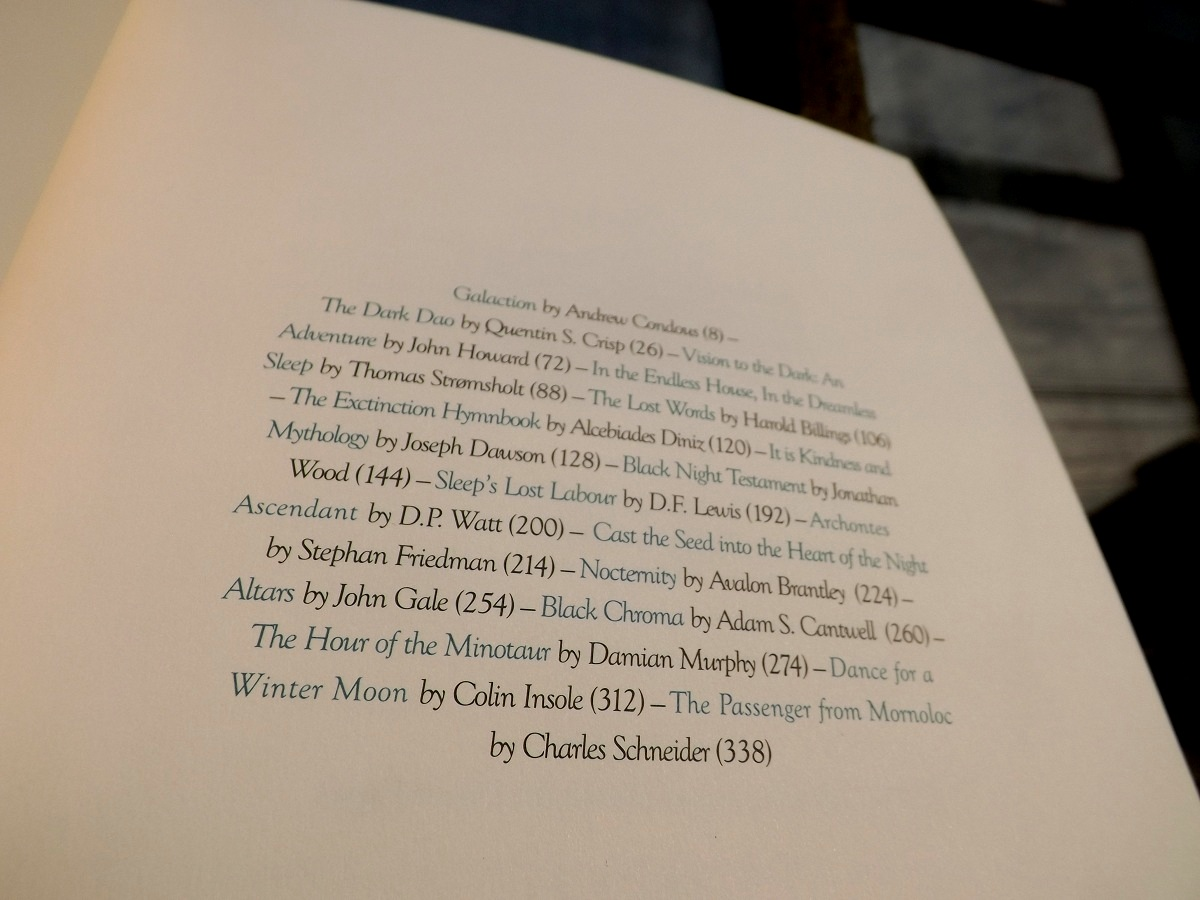 Galaction by Andrew Condous (8) –
The Dark Dao by Quentin S. Crisp (26) – Vision to the Dark: An
Adventure by John Howard (72) – In the Endless House, In the Dreamless
Sleep by Thomas Strømsholt (88) – The Lost Words by Harold Billings (106)
– The Exctinction Hymnbook by Alcebiades Diniz (120) – It is Kindness and
Mythology by Joseph Dawson (128) – Black Night Testament by Jonathan
Wood (144) – Sleep's Lost Labour by D.F. Lewis (192) – Archontes
Ascendant by D.P. Watt (200) – Cast the Seed into the Heart of the Night
by Stephan Friedman (214) – Nocternity by Avalon Brantley (224) –
Altars by John Gale (254) – Black Chroma by Adam S. Cantwell (260) –
The Hour of the Minotaur by Damian Murphy (274) – Dance for a
Winter Moon by Colin Insole (312) – The Passenger from Mornoloc
by Charles Schneider (338)